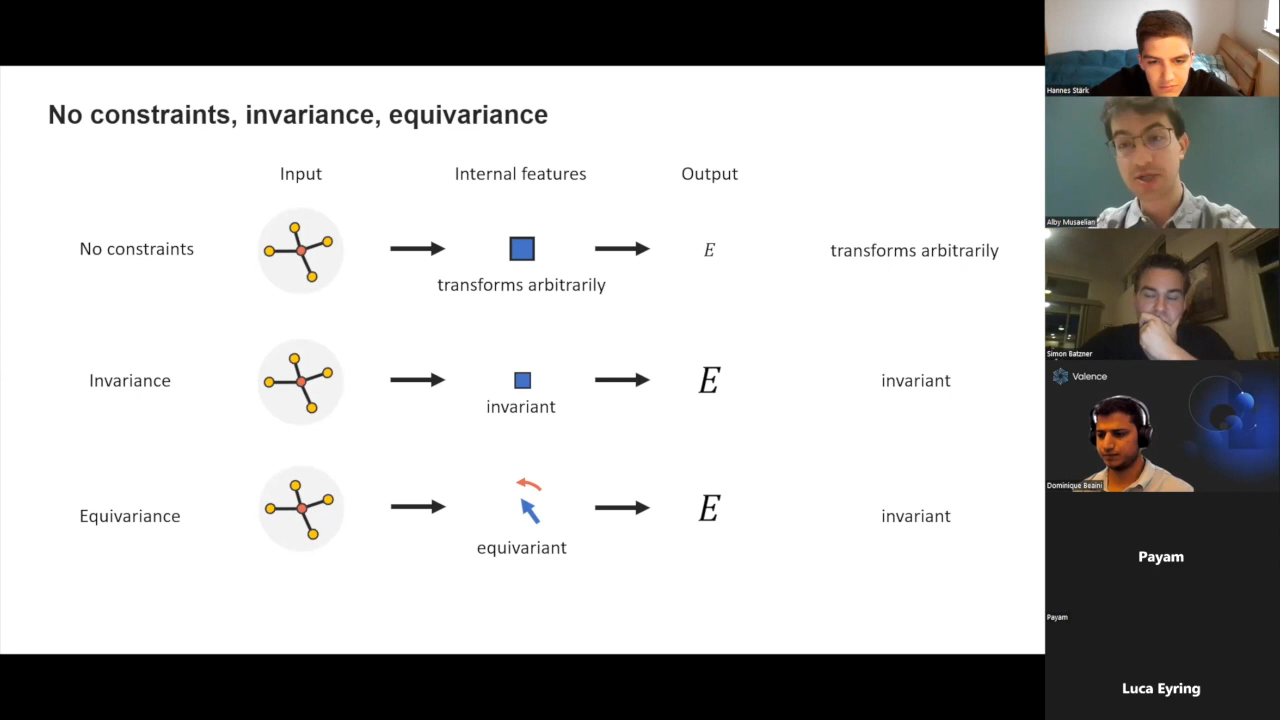 No constraints, invariance, equivariance
Input
Internal features
Output
No constraints
E
transforms arbitrarily
transforms arbitrarily
Invariance
E
invariant
invariant
Equivariance
E
invariant
equivariant
Hannes Stärk
Alby Musaelian
Simon Batzner
Valence
Dominique Beaini
Payam
Payam
Luca Eyring